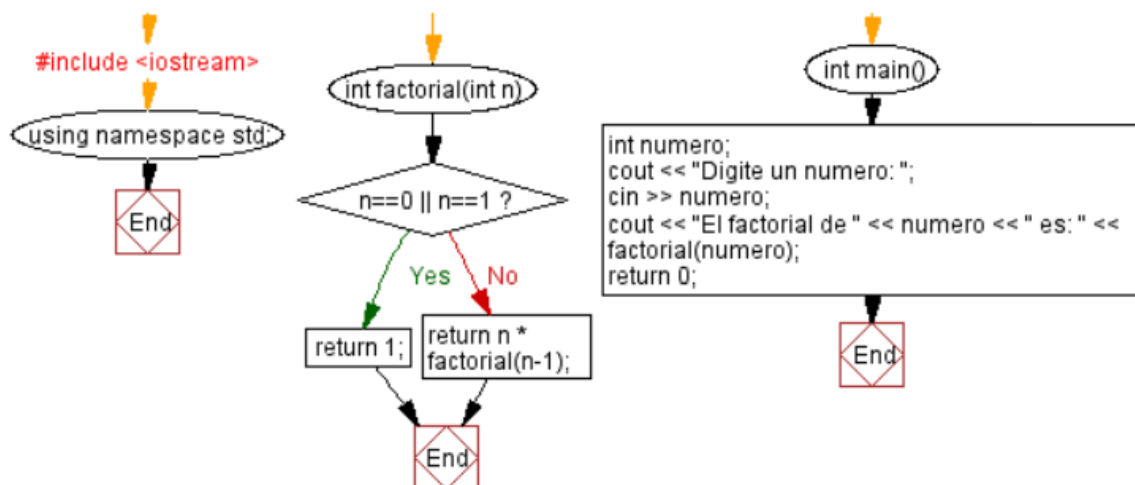 #include <iostream>
using namespace std;
End
int factorial(int n)
n==0 || n==1 ?
Yes
No
return 1;
return n *
factorial(n-1);
End
int main()
int numero;
cout << "Digite un numero: ";
cin >> numero;
cout << "El factorial de " << numero << " es: " <<
factorial(numero);
return 0;
End